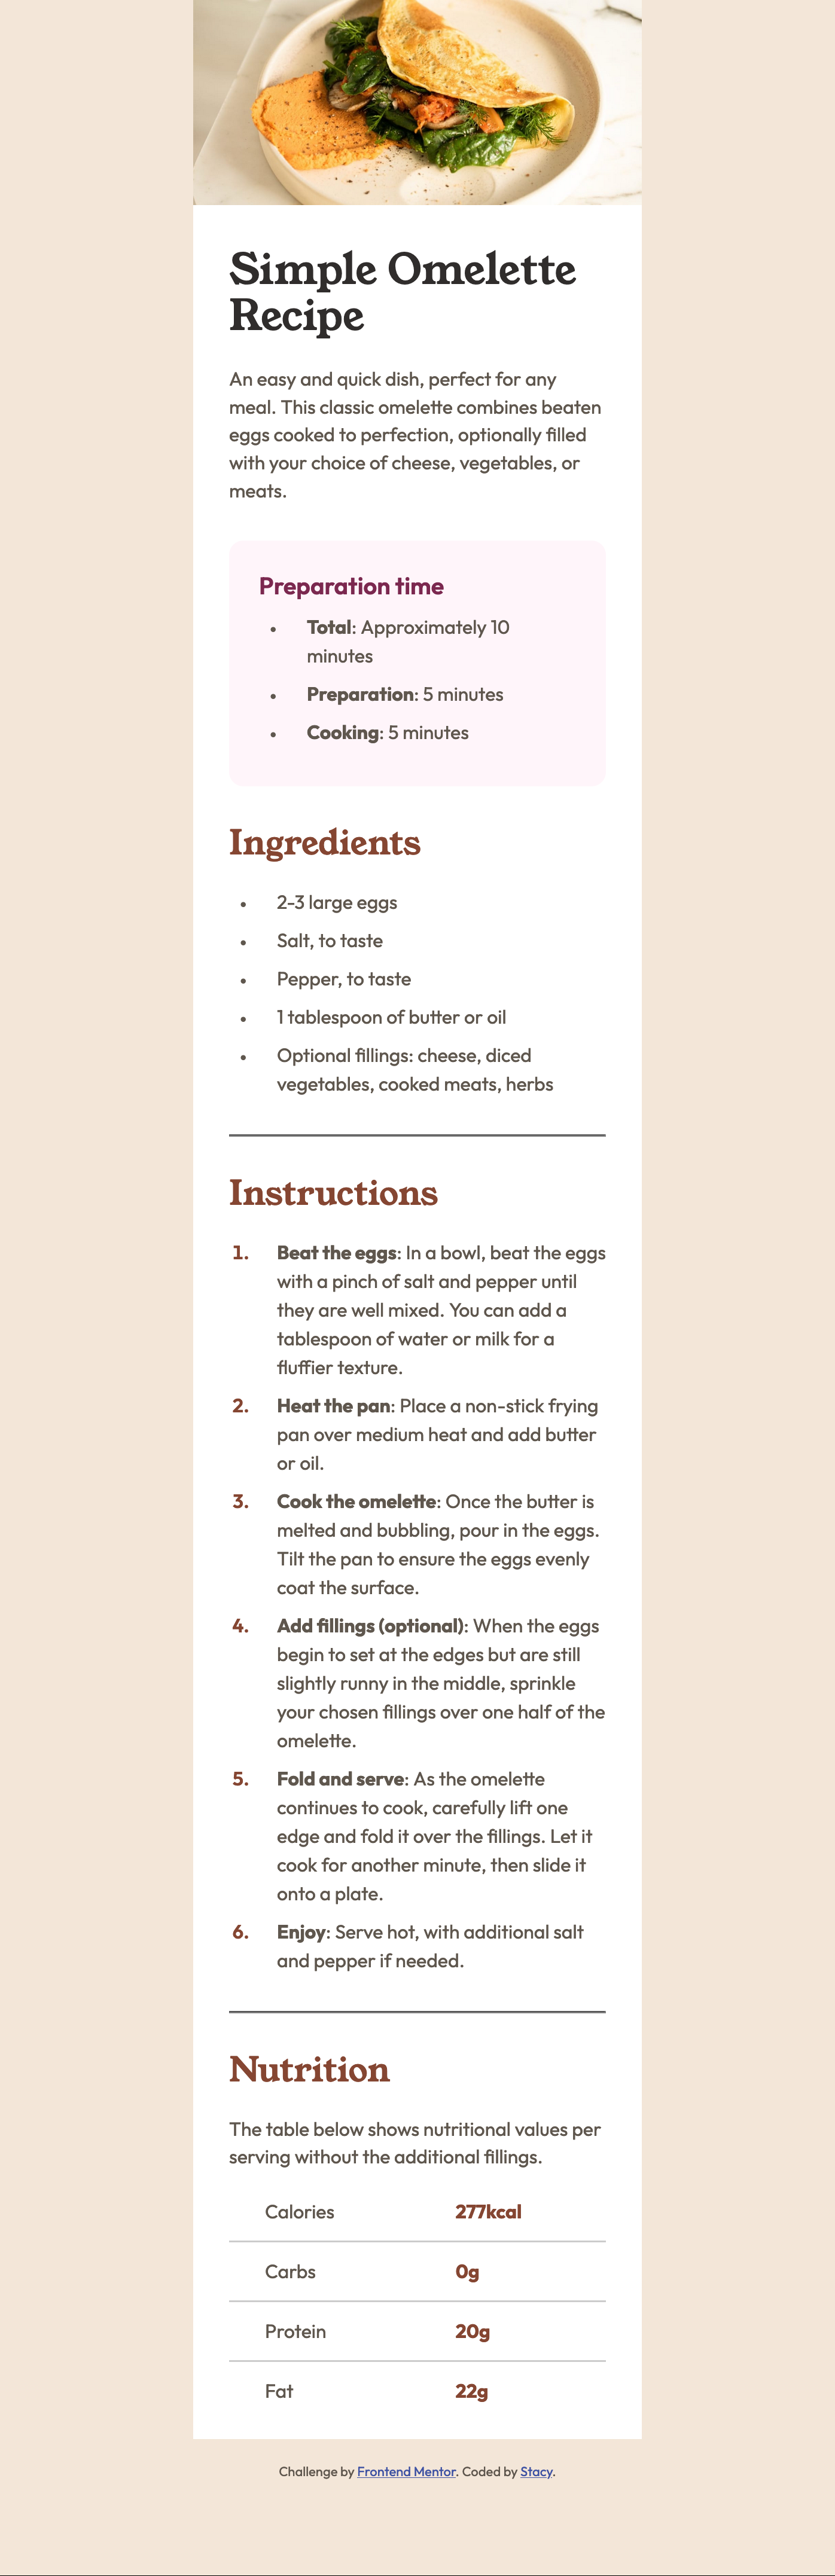 Simple Omelette
Recipe
An easy and quick dish, perfect for any
meal. This classic omelette combines beaten
eggs cooked to perfection, optionally filled
with your choice of cheese, vegetables, or
meats.
Preparation time
• Total: Approximately 10
minutes
• Preparation: 5 minutes
• Cooking: 5 minutes
Ingredients
• 2-3 large eggs
• Salt, to taste
• Pepper, to taste
• 1 tablespoon of butter or oil
• Optional fillings: cheese, diced
vegetables, cooked meats, herbs
Instructions
1. Beat the eggs: In a bowl, beat the eggs
with a pinch of salt and pepper until
they are well mixed. You can add a
tablespoon of water or milk for a
fluffier texture.
2. Heat the pan: Place a non-stick frying
pan over medium heat and add butter
or oil.
3. Cook the omelette: Once the butter is
melted and bubbling, pour in the eggs.
Tilt the pan to ensure the eggs evenly
coat the surface.
4. Add fillings (optional): When the eggs
begin to set at the edges but are still
slightly runny in the middle, sprinkle
your chosen fillings over one half of the
omelette.
5. Fold and serve: As the omelette
continues to cook, carefully lift one
edge and fold it over the fillings. Let it
cook for another minute, then slide it
onto a plate.
6. Enjoy: Serve hot, with additional salt
and pepper if needed.
Nutrition
The table below shows nutritional values per
serving without the additional fillings.
Calories 277kcal
Carbs 0g
Protein 20g
Fat 22g
Challenge by Frontend Mentor. Coded by Stacy.